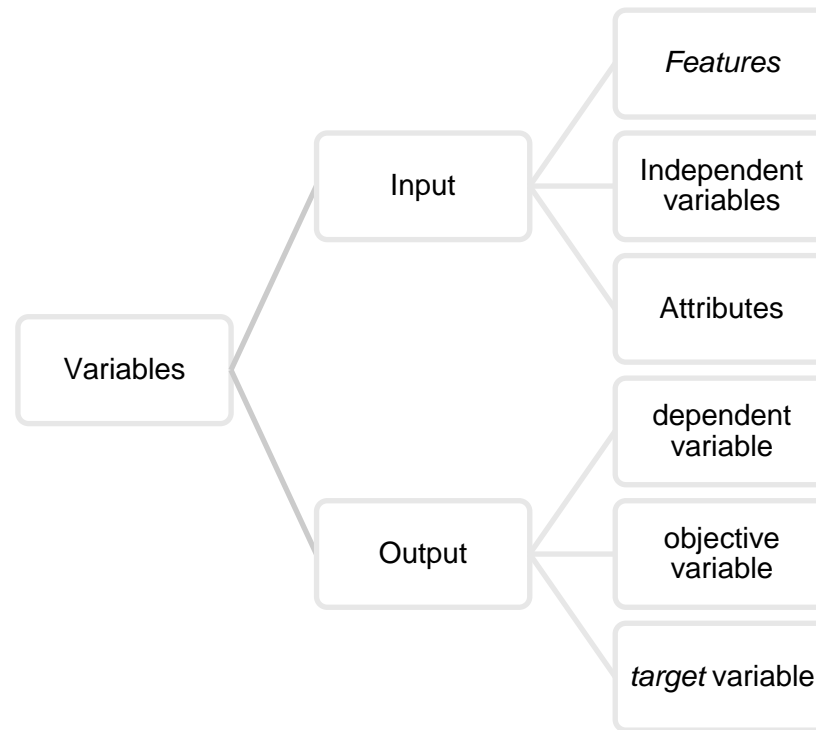 Variables
Input
Features
Independent
variables
Attributes
Output
dependent
variable
objective
variable
target variable